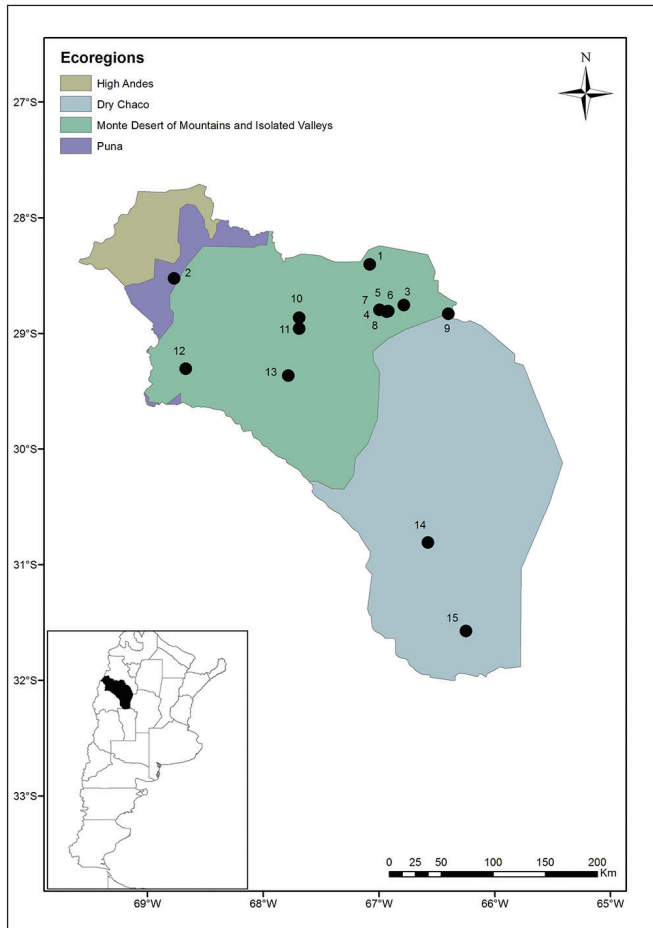 Ecoregions
High Andes
Dry Chaco
Monte Desert of Mountains and Isolated Valleys
Puna
N
27°S
28°S
29°S
30°S
31°S
32°S
33°S
1
2
3
5
6
7
4
8
9
10
11
12
13
14
15
0 25 50 100 150 200
Km
69°W 68°W 67°W 66°W 65°W